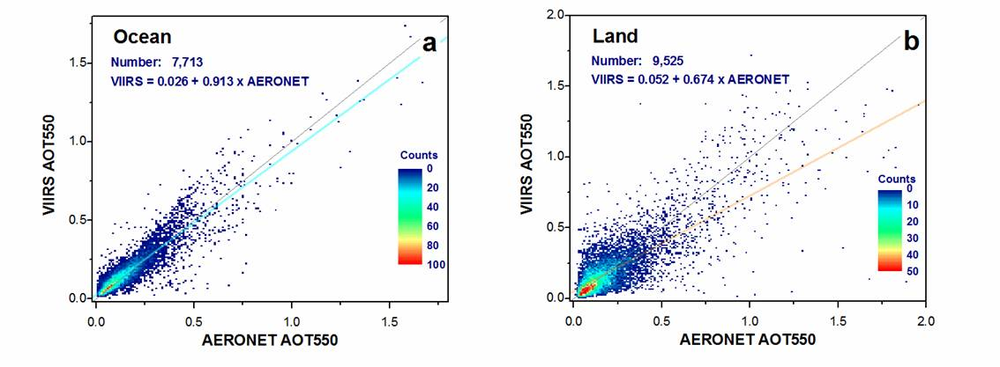 Ocean
a
Number: 7,713
VIIRS = 0.026 + 0.913 x AERONET
VIIRS AOT550
1.5
1.0
0.5
0.0
Counts
0
20
40
60
80
100
0.0 0.5 1.0 1.5
AERONET AOT550
Land
b
Number: 9,525
VIIRS = 0.052 + 0.674 x AERONET
VIIRS AOT550
2.0
1.5
1.0
0.5
0.0
Counts
0
10
20
30
40
50
0.0 0.5 1.0 1.5 2.0
AERONET AOT550